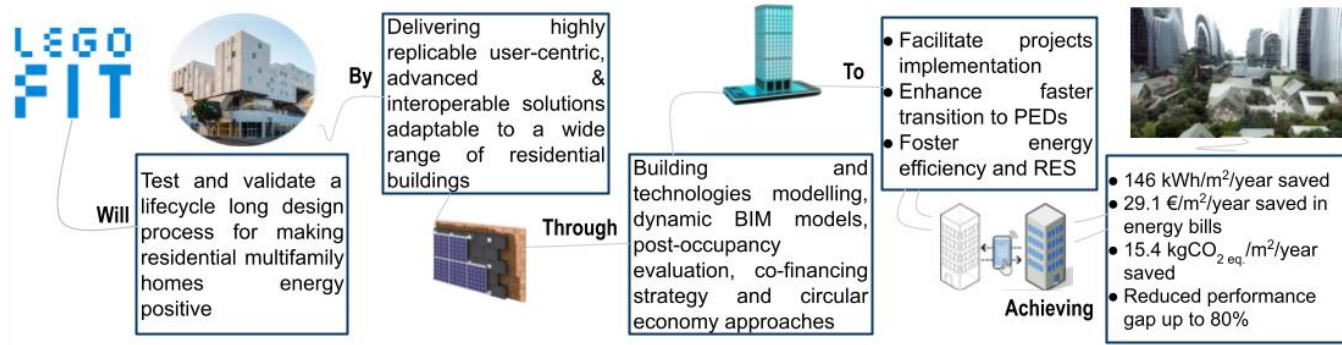 LEGO
FIT
Will
Test and validate a
lifecycle long design
process for making
residential multifamily
homes energy
positive
By
Delivering highly
replicable user-centric,
advanced &
interoperable solutions
adaptable to a wide
range of residential
buildings
Through
Building and
technologies modelling,
dynamic BIM models,
post-occupancy
evaluation, co-financing
strategy and circular
economy approaches
To
● Facilitate projects
implementation
● Enhance faster
transition to PEDs
● Foster energy
efficiency and RES
Achieving
● 146 kWh/m²/year saved
● 29.1 €/m²/year saved in
energy bills
● 15.4 kgCO₂ eq./m²/year
saved
● Reduced performance
gap up to 80%